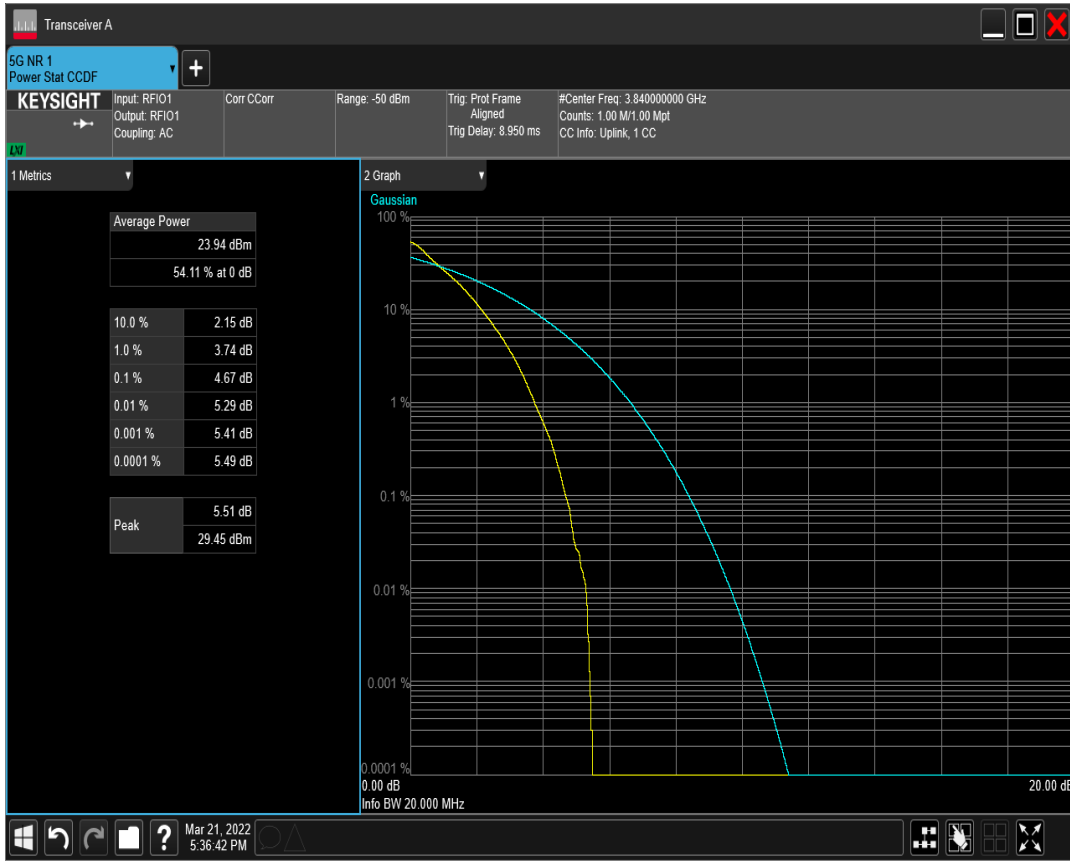 Transceiver A
5G NR 1
Power Stat CCDF
+
KEYSIGHT
LXI
Input: RFIO1
Output: RFIO1
Coupling: AC
Corr CCorr
Range: -50 dBm
Trig: Prot Frame
Aligned
Trig Delay: 8.950 ms
#Center Freq: 3.840000000 GHz
Counts: 1.00 M/1.00 Mpt
CC Info: Uplink, 1 CC
1 Metrics
Average Power
23.94 dBm
54.11 % at 0 dB
10.0 % 2.15 dB
1.0 % 3.74 dB
0.1 % 4.67 dB
0.01 % 5.29 dB
0.001 % 5.41 dB
0.0001 % 5.49 dB
Peak
5.51 dB
29.45 dBm
2 Graph
Gaussian
100 %
10 %
1 %
0.1 %
0.01 %
0.001 %
0.0001 %
0.00 dB 20.00 dB
Info BW 20.000 MHz
?
Mar 21, 2022
5:36:42 PM